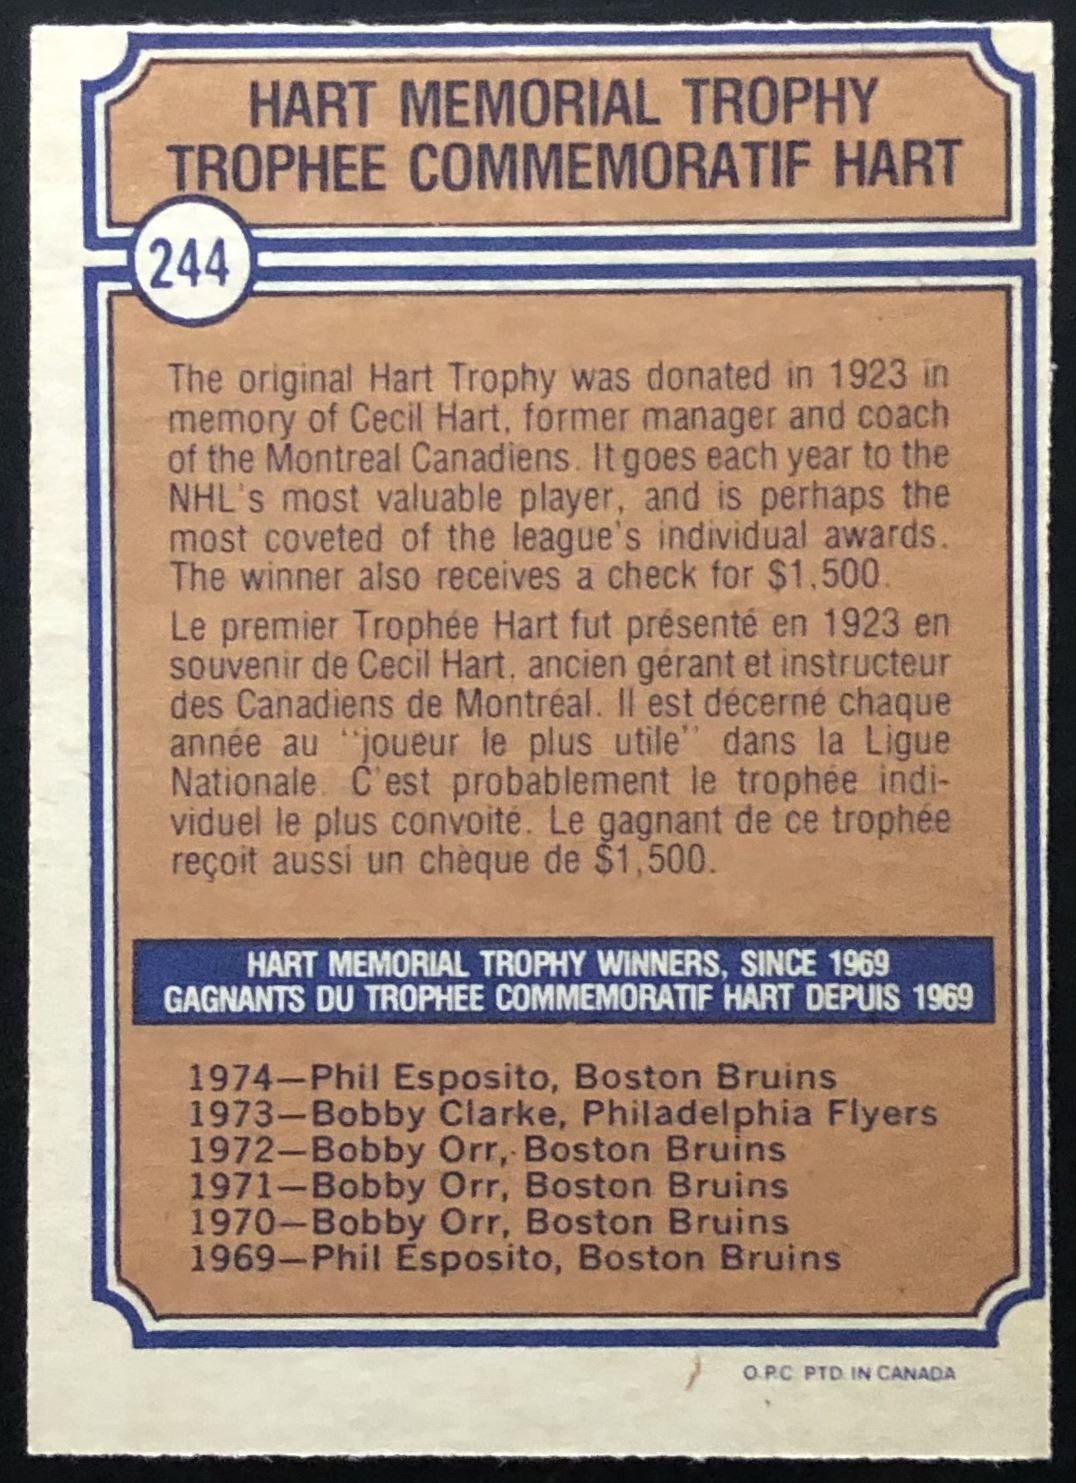 HART MEMORIAL TROPHY
TROPHEE COMMEMORATIF HART
244
The original Hart Trophy was donated in 1923 in
memory of Cecil Hart, former manager and coach
of the Montreal Canadiens. It goes each year to the
NHL's most valuable player, and is perhaps the
most coveted of the league's individual awards.
The winner also receives a check for $1,500.
Le premier Trophée Hart fut présenté en 1923 en
souvenir de Cecil Hart, ancien gérant et instructeur
des Canadiens de Montréal. Il est décerné chaque
année au "joueur le plus utile" dans la Ligue
Nationale. C'est probablement le trophée indi-
viduel le plus convoité. Le gagnant de ce trophée
reçoit aussi un chèque de $1,500.
HART MEMORIAL TROPHY WINNERS, SINCE 1969
GAGNANTS DU TROPHEE COMMEMORATIF HART DEPUIS 1969
1974—Phil Esposito, Boston Bruins
1973—Bobby Clarke, Philadelphia Flyers
1972—Bobby Orr, Boston Bruins
1971—Bobby Orr, Boston Bruins
1970—Bobby Orr, Boston Bruins
1969—Phil Esposito, Boston Bruins
O.P.C. PTD. IN CANADA